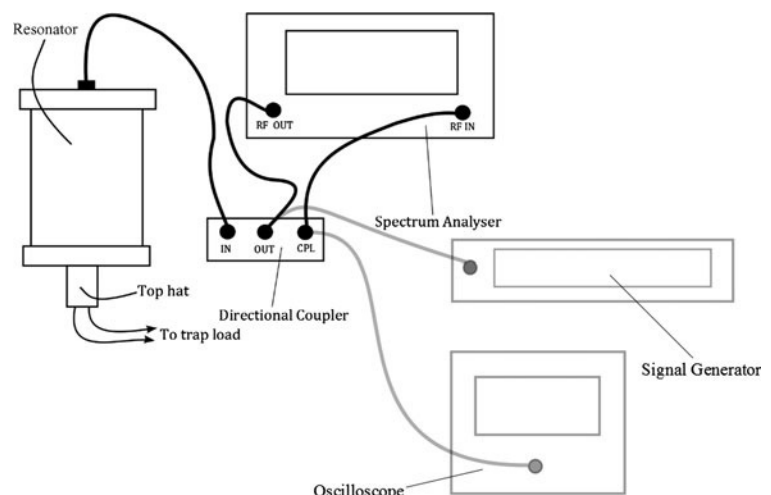 Resonator
RF OUT
RF IN
Spectrum Analyser
IN
OUT
CPL
Top hat
Directional Coupler
To trap load
Signal Generator
Oscilloscope